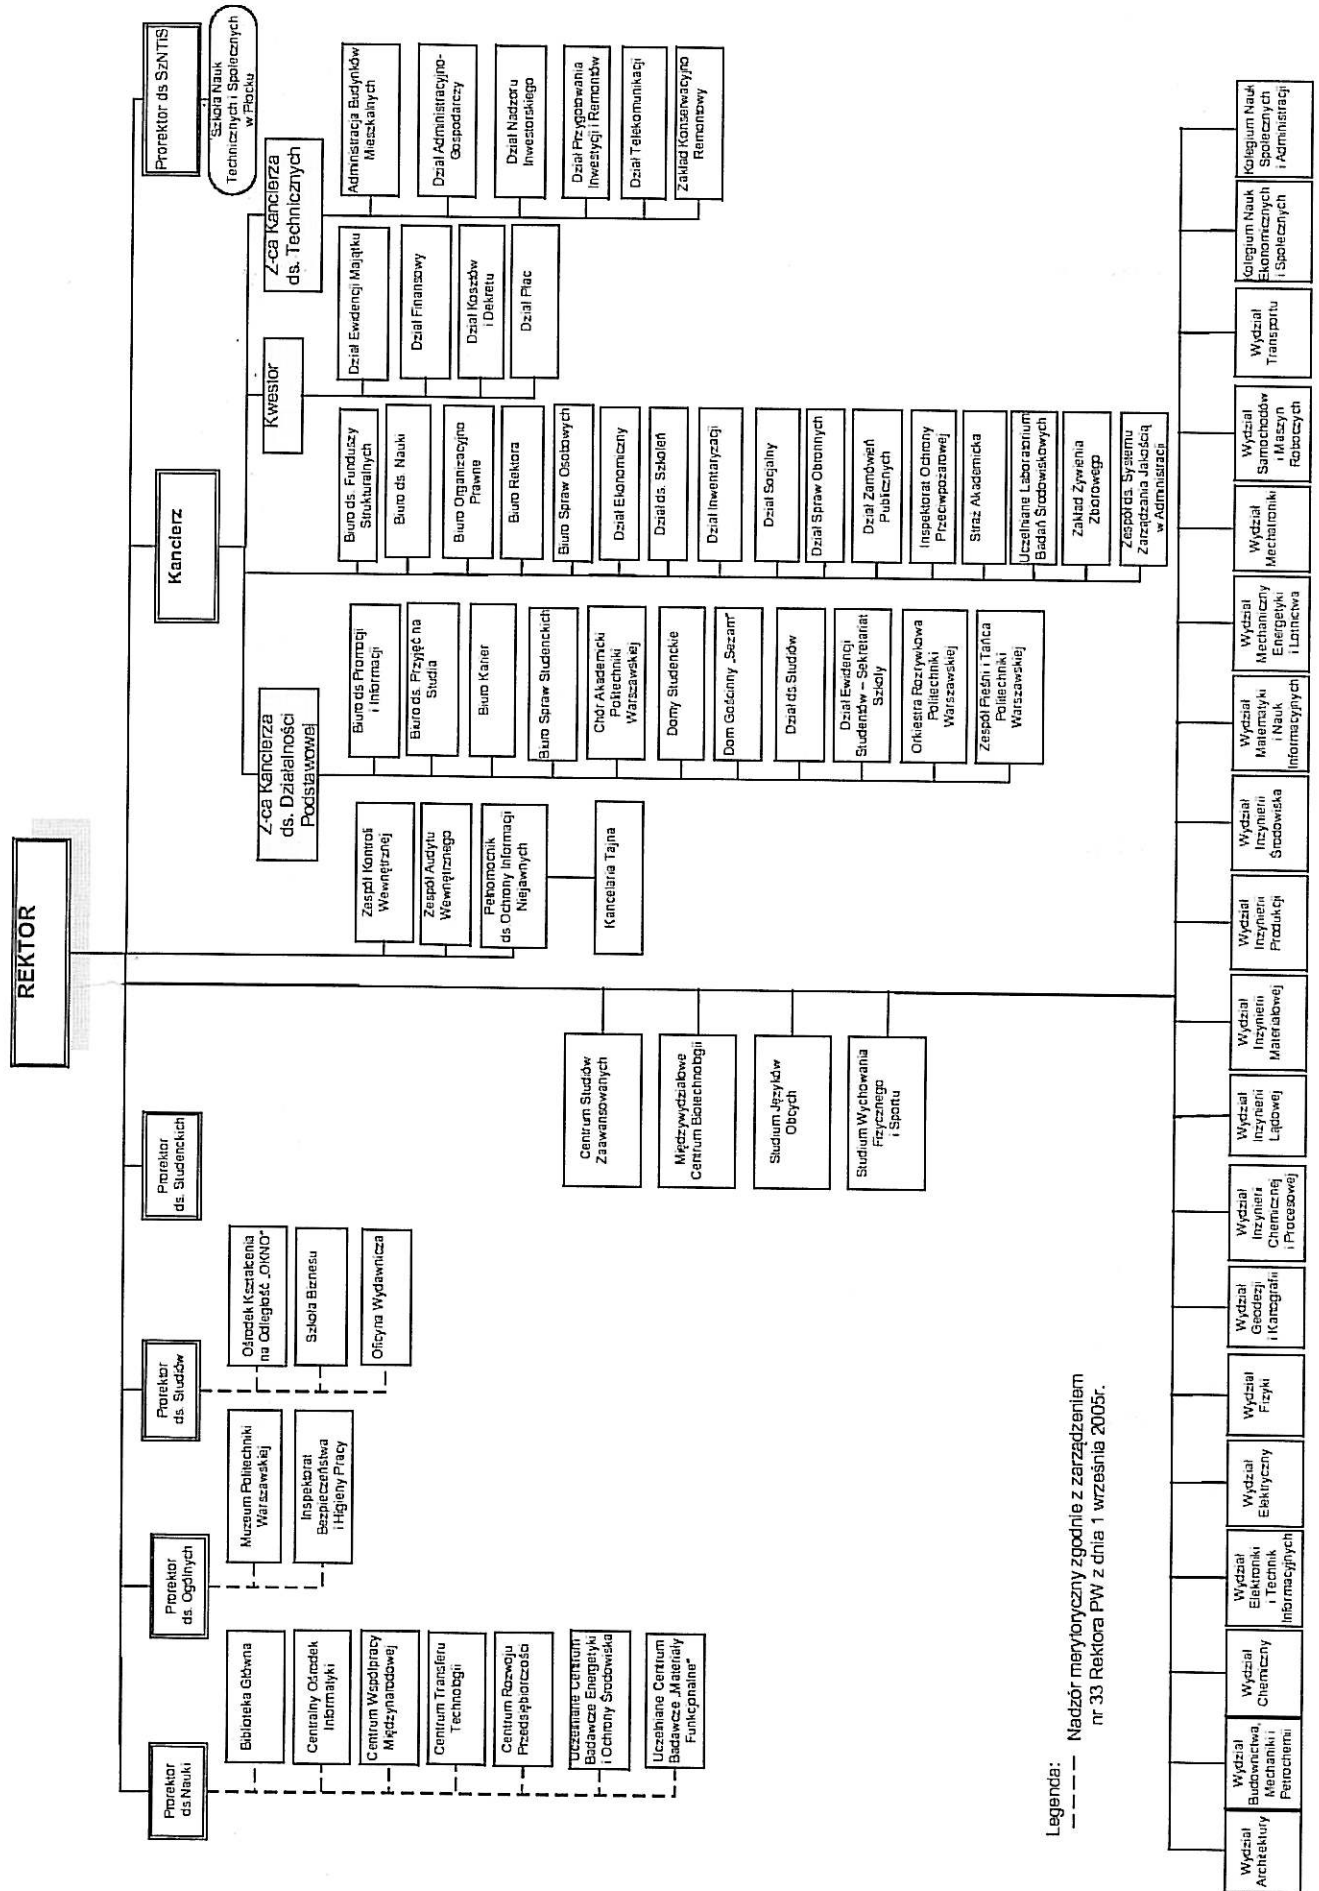 REKTOR
Prorektor
ds.Nauki
Prorektor
ds. Ogólnych
Prorektor
ds. Studiów
Prorektor
ds. Studenckich
Kanclerz
Prorektor ds SzNTiS
Szkoła Nauk
Technicznych i Społecznych
w Płocku
Biblioteka Główna
Centralny Ośrodek
Informatyki
Centrum Współpracy
Międzynarodowej
Centrum Transferu
Technologii
Centrum Rozwoju
Przedsiębiorczości
Uczelniane Centrum
Badawcze Energetyki
i Ochrony Środowiska
Uczelniane Centrum
Badawcze „Materiały
Funkcjonalne"
Muzeum Politechniki
Warszawskiej
Inspektorat
Bezpieczeństwa
i Higieny Pracy
Ośrodek Kształcenia
na Odległość „OKNO"
Szkoła Biznesu
Oficyna Wydawnicza
Zespół Kontroli
Wewnętrznej
Zespół Audytu
Wewnętrznego
Pełnomocnik
ds.Ochrony Informacji
Niejawnych
Kancelaria Tajna
Z-ca Kanclerza
ds. Działalności
Podstawowej
Biuro ds Promocji
i Informacji
Biuro ds. Przyjęć na
Studia
Biuro Karier
Biuro Spraw Studenckich
Chór Akademicki
Politechniki
Warszawskiej
Domy Studenckie
Dom Gościnny „Sezam"
Dział ds.Studiów
Dział Ewidencji
Studentów – Sekretariat
Szkoły
Orkiestra Rozrywkowa
Politechniki
Warszawskiej
Zespół Pieśni i Tańca
Politechniki
Warszawskiej
Biuro ds. Funduszy
Strukturalnych
Biuro ds. Nauki
Biuro Organizacyjno
Prawne
Biuro Rektora
Biuro Spraw Osobowych
Dział Ekonomiczny
Dział ds. Szkoleń
Dział Inwentaryzacji
Dział Socjalny
Dział Spraw Obronnych
Dział Zamówień
Publicznych
Inspektorat Ochrony
Przeciwpożarowej
Straż Akademicka
Uczelniane Laboratorium
Badań Środowiskowych
Zakład Żywienia
Zbiorowego
Zespół ds. Systemu
Zarządzania Jakością
w Administracji
Kwestor
Dział Ewidencji Majątku
Dział Finansowy
Dział Kosztów
i Dekretu
Dział Płac
Z-ca Kanclerza
ds. Technicznych
Administracja Budynków
Mieszkalnych
Dział Administracyjno-
Gospodarczy
Dział Nadzoru
Inwestorskiego
Dział Przygotowania
Inwestycji i Remontów
Dział Telekomunikacji
Zakład Konserwacyjno
Remontowy
Centrum Studiów
Zaawansowanych
Międzywydziałowe
Centrum Biotechnologii
Studium Języków
Obcych
Studium Wychowania
Fizycznego
i Sportu
Legenda:
Nadzór merytoryczny zgodnie z zarządzeniem
nr 33 Rektora PW z dnia 1 września 2005r.
Wydział
Architektury
Wydział
Budownictwa,
Mechaniki i
Petrochemii
Wydział
Chemiczny
Wydział
Elektroniki
i Technik
Informacyjnych
Wydział
Elektryczny
Wydział
Fizyki
Wydział
Geodezji
i Kartografii
Wydział
Inżynierii
Chemicznej
i Procesowej
Wydział
Inżynierii
Lądowej
Wydział
Inżynierii
Materiałowej
Wydział
Inżynierii
Produkcji
Wydział
Inżynierii
Środowiska
Wydział
Matematyki
i Nauk
Informacyjnych
Wydział
Mechaniczny
Energetyki
i Lotnictwa
Wydział
Mechatroniki
Wydział
Samochodów
i Maszyn
Roboczych
Wydział
Transportu
Kolegium Nauk
Ekonomicznych
i Społecznych
Kolegium Nauk
Społecznych
i Administracji